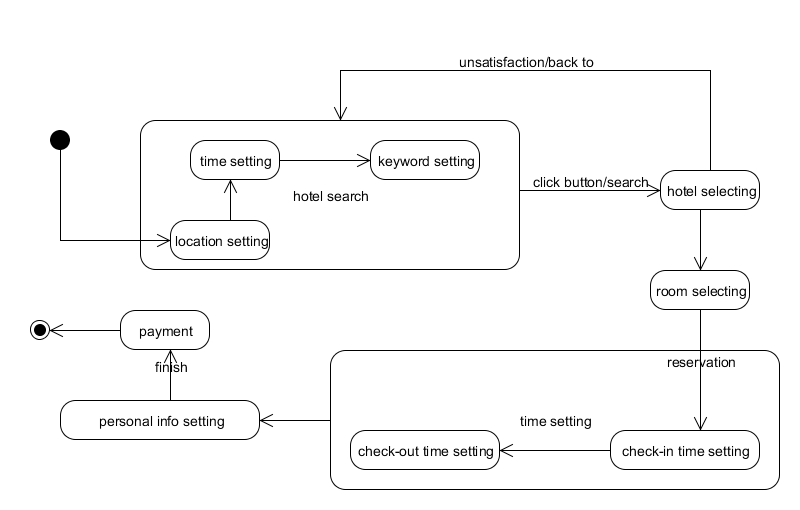 unsatisfaction/back to
time setting
keyword setting
click button/search
hotel selecting
hotel search
location setting
room selecting
payment
finish
reservation
personal info setting
time setting
check-out time setting
check-in time setting